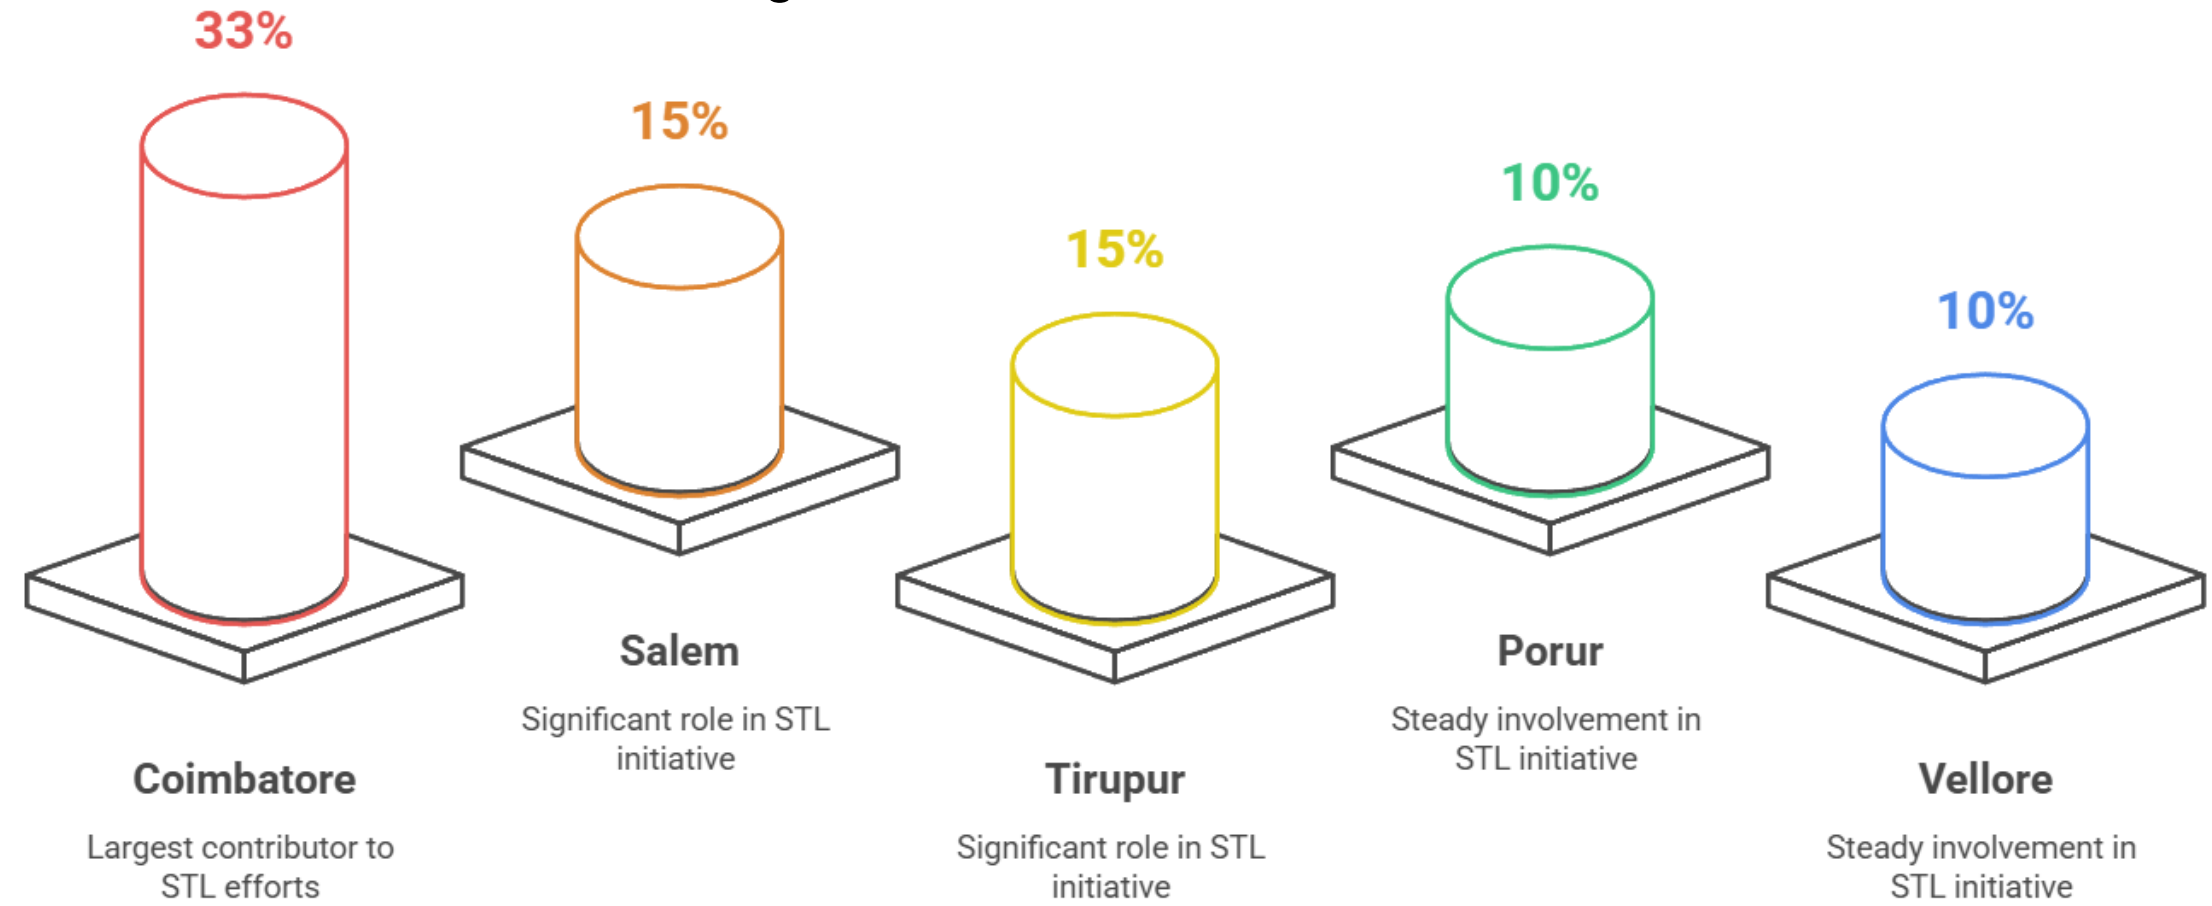 33%
15%
15%
10%
10%
Coimbatore
Largest contributor to
STL efforts
Salem
Significant role in STL
initiative
Tirupur
Significant role in STL
initiative
Porur
Steady involvement in
STL initiative
Vellore
Steady involvement in
STL initiative